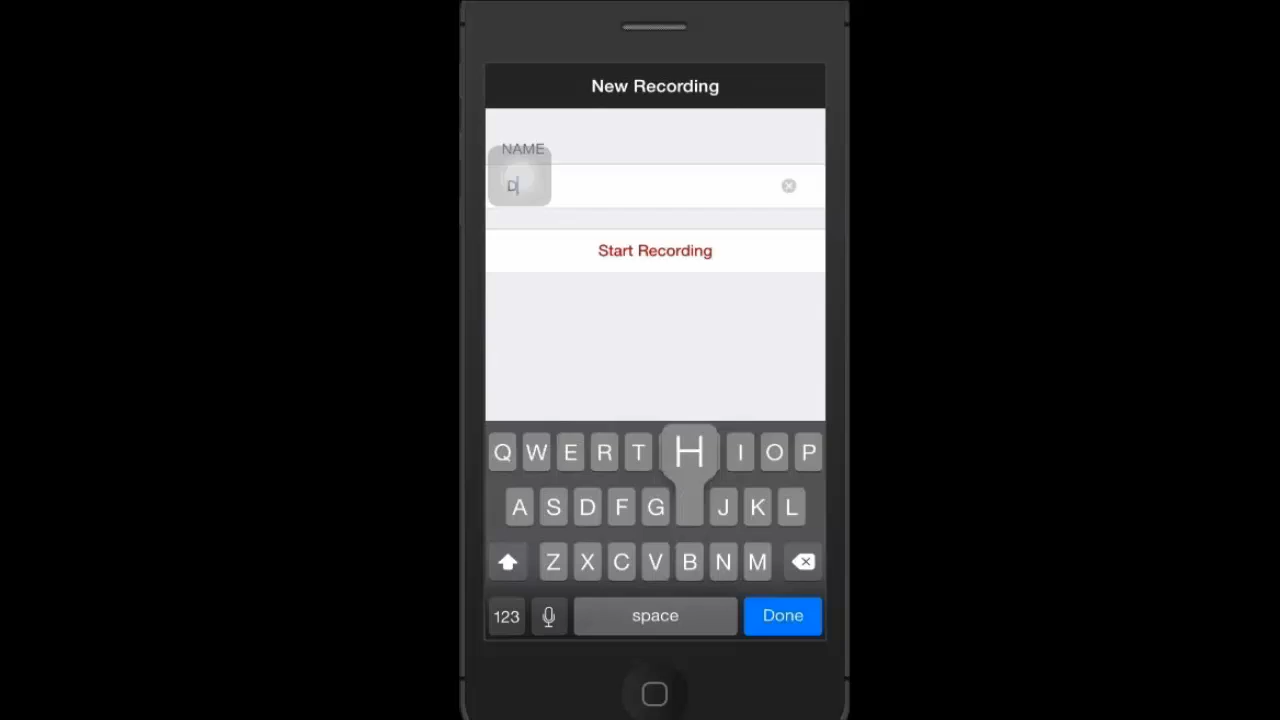 New Recording
NAME
D
Start Recording
Q W E R T H I O P
A S D F G J K L
Z X C V B N M
123 space Done